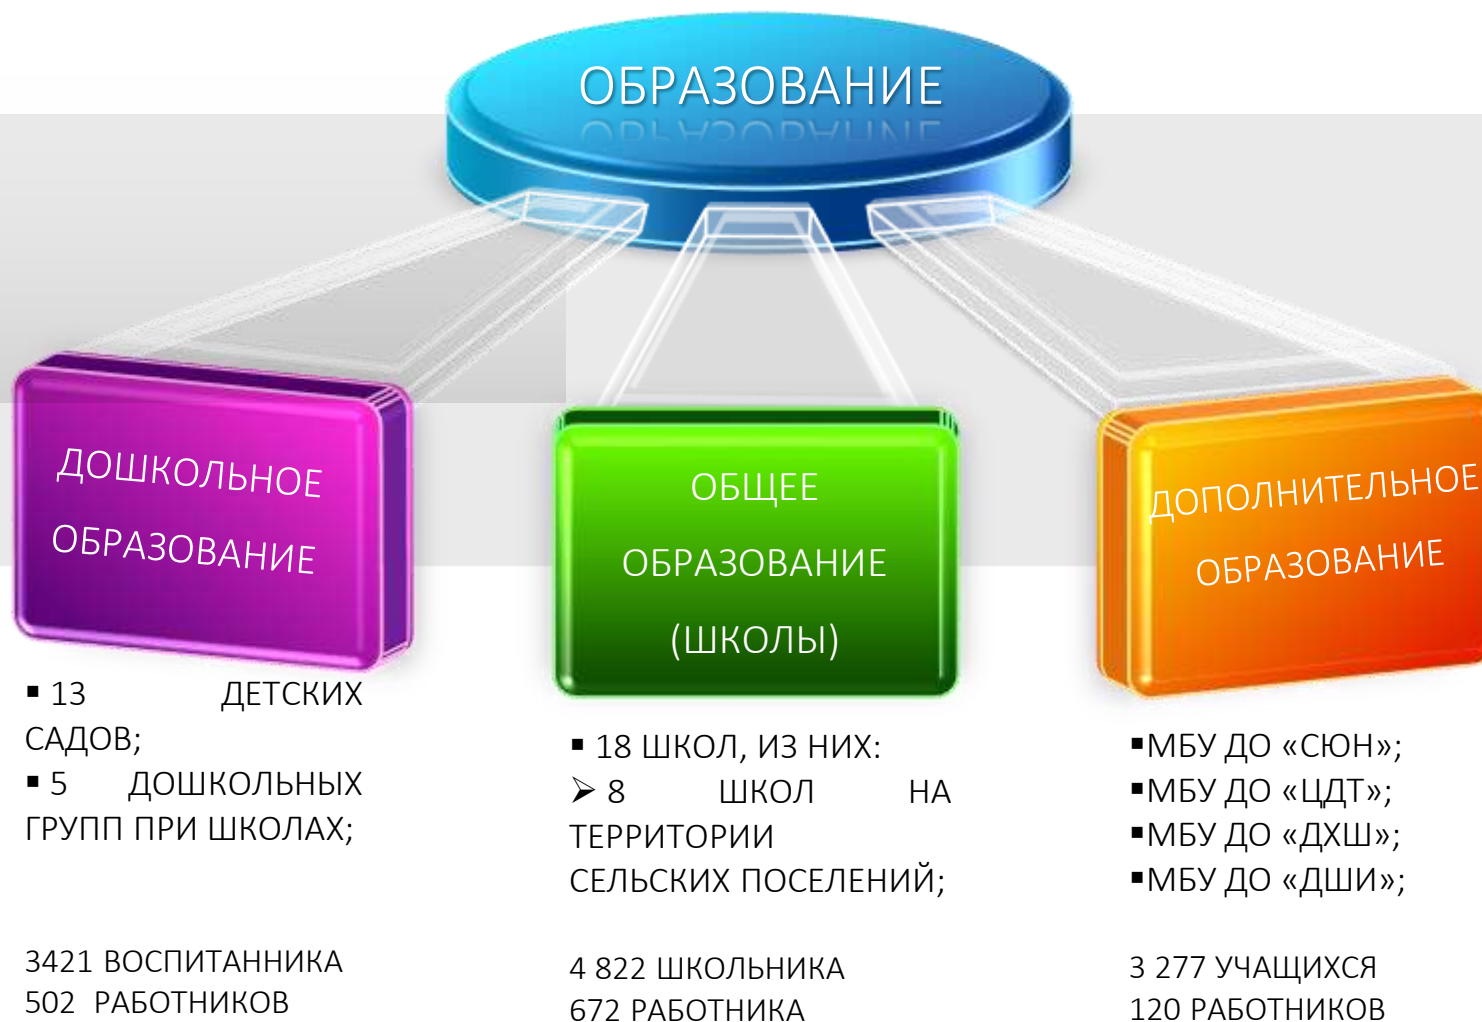 ОБРАЗОВАНИЕ
ДОШКОЛЬНОЕ
ОБРАЗОВАНИЕ
ОБЩЕЕ
ОБРАЗОВАНИЕ
(ШКОЛЫ)
ДОПОЛНИТЕЛЬНОЕ
ОБРАЗОВАНИЕ
▪ 13 ДЕТСКИХ
САДОВ;
▪ 5 ДОШКОЛЬНЫХ
ГРУПП ПРИ ШКОЛАХ;
3421 ВОСПИТАННИКА
502 РАБОТНИКОВ
▪ 18 ШКОЛ, ИЗ НИХ:
➢ 8 ШКОЛ НА
ТЕРРИТОРИИ
СЕЛЬСКИХ ПОСЕЛЕНИЙ;
4 822 ШКОЛЬНИКА
672 РАБОТНИКА
▪МБУ ДО «СЮН»;
▪МБУ ДО «ЦДТ»;
▪МБУ ДО «ДХШ»;
▪МБУ ДО «ДШИ»;
3 277 УЧАЩИХСЯ
120 РАБОТНИКОВ